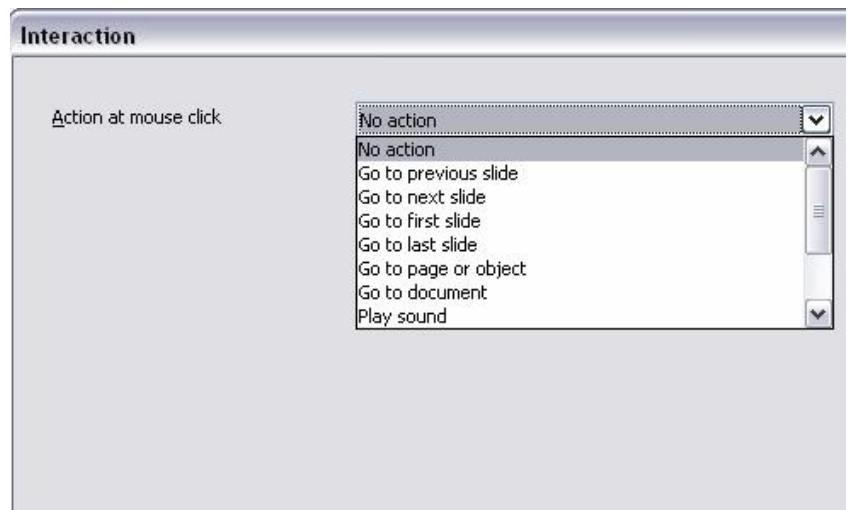 Interaction
Action at mouse click
No action
No action
Go to previous slide
Go to next slide
Go to first slide
Go to last slide
Go to page or object
Go to document
Play sound